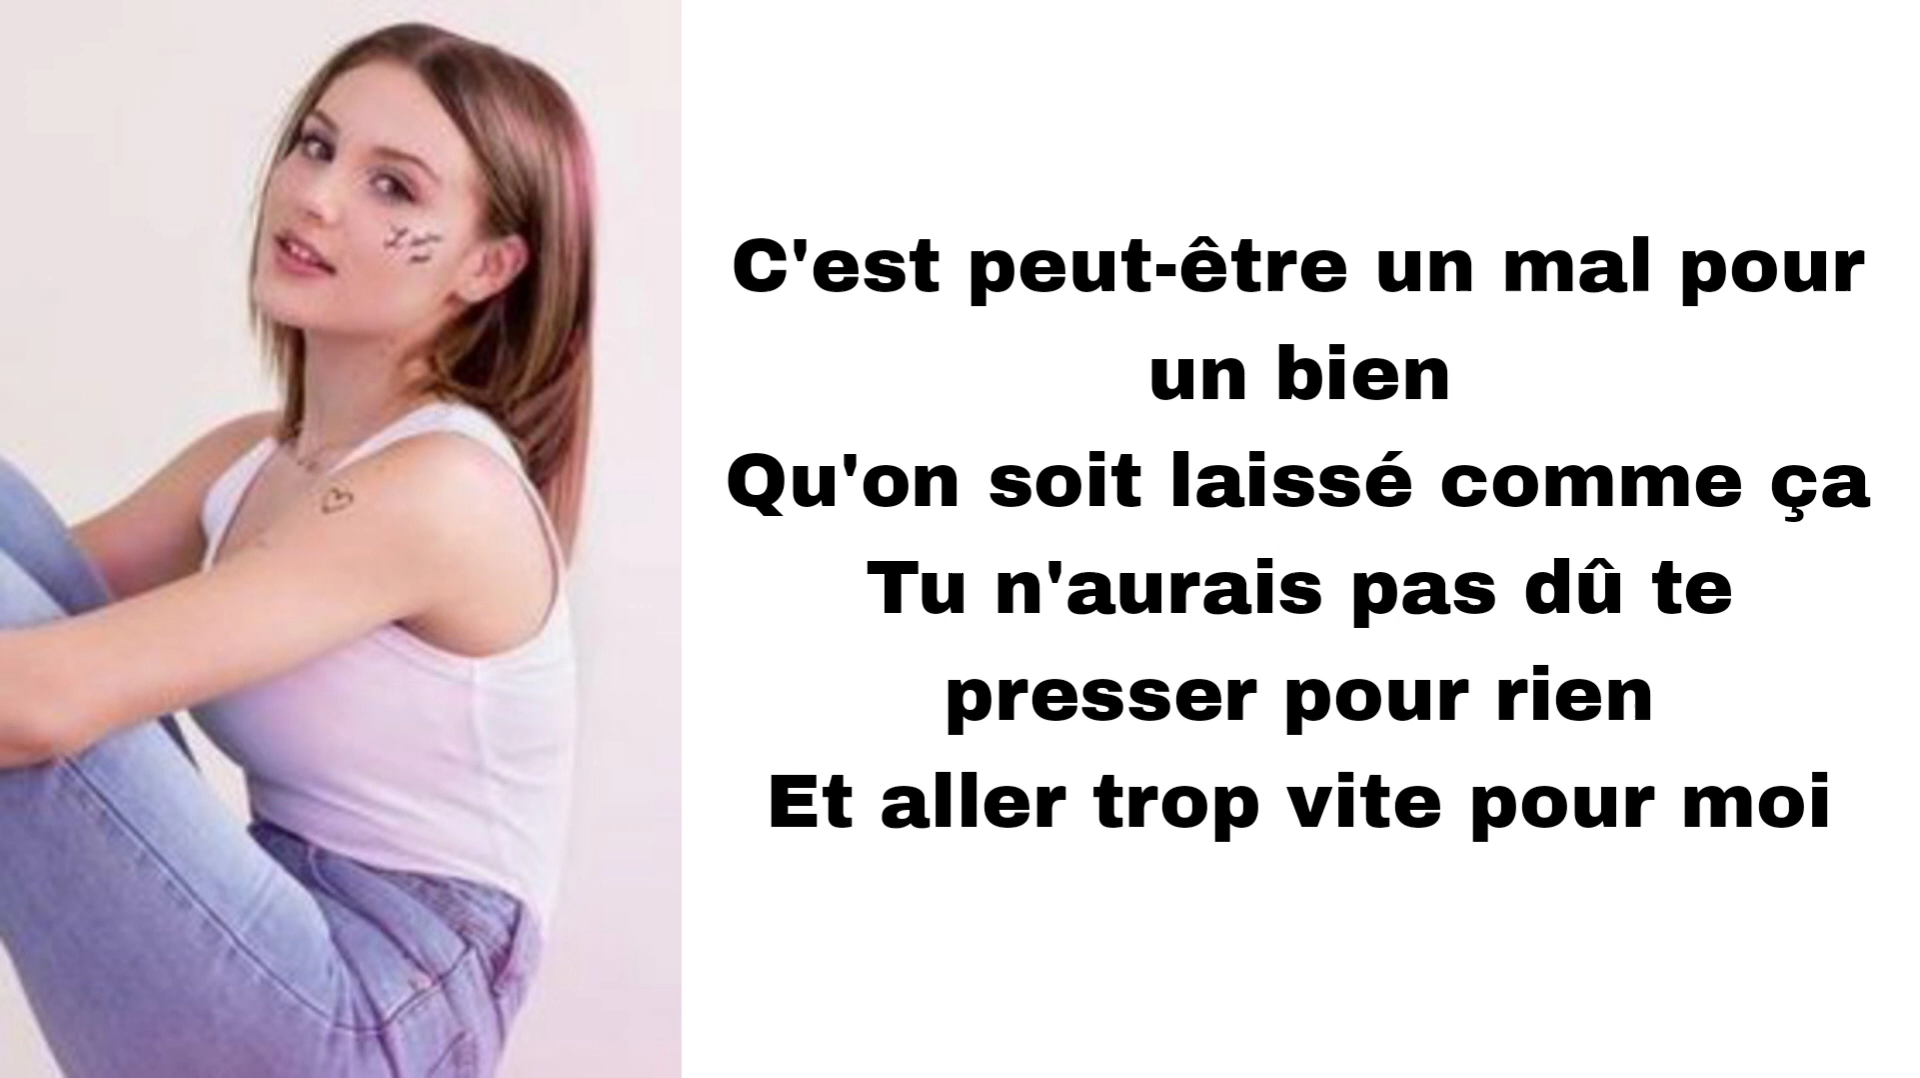 C'est peut-être un mal pour
un bien
Qu'on soit laissé comme ça
Tu n'aurais pas dû te
presser pour rien
Et aller trop vite pour moi